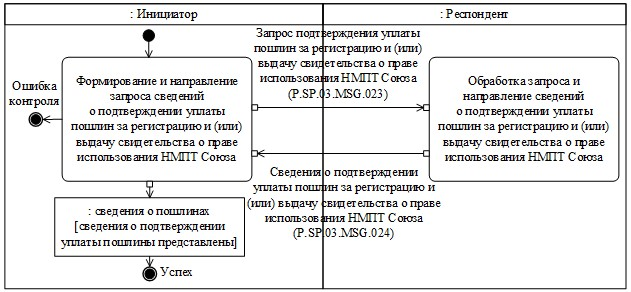 : Инициатор
: Респондент
Запрос подтверждения уплаты
пошлин за регистрацию и (или)
выдачу свидетельства о праве
использования НМПТ Союза
(P.SP.03.MSG.023)
Ошибка
контроля
Формирование и направление
запроса сведений
о подтверждении уплаты
пошлин за регистрацию и (или)
выдачу свидетельства о праве
использования НМПТ Союза
Обработка запроса и
направление сведений
о подтверждении уплаты
пошлин за регистрацию и (или)
выдачу свидетельства о праве
использования НМПТ Союза
Сведения о подтверждении
уплаты пошлин за регистрацию и
(или) выдачу свидетельства о праве
использования НМПТ Союза
(P.SP.03.MSG.024)
: сведения о пошлинах
[сведения о подтверждении
уплаты пошлины представлены]
Успех